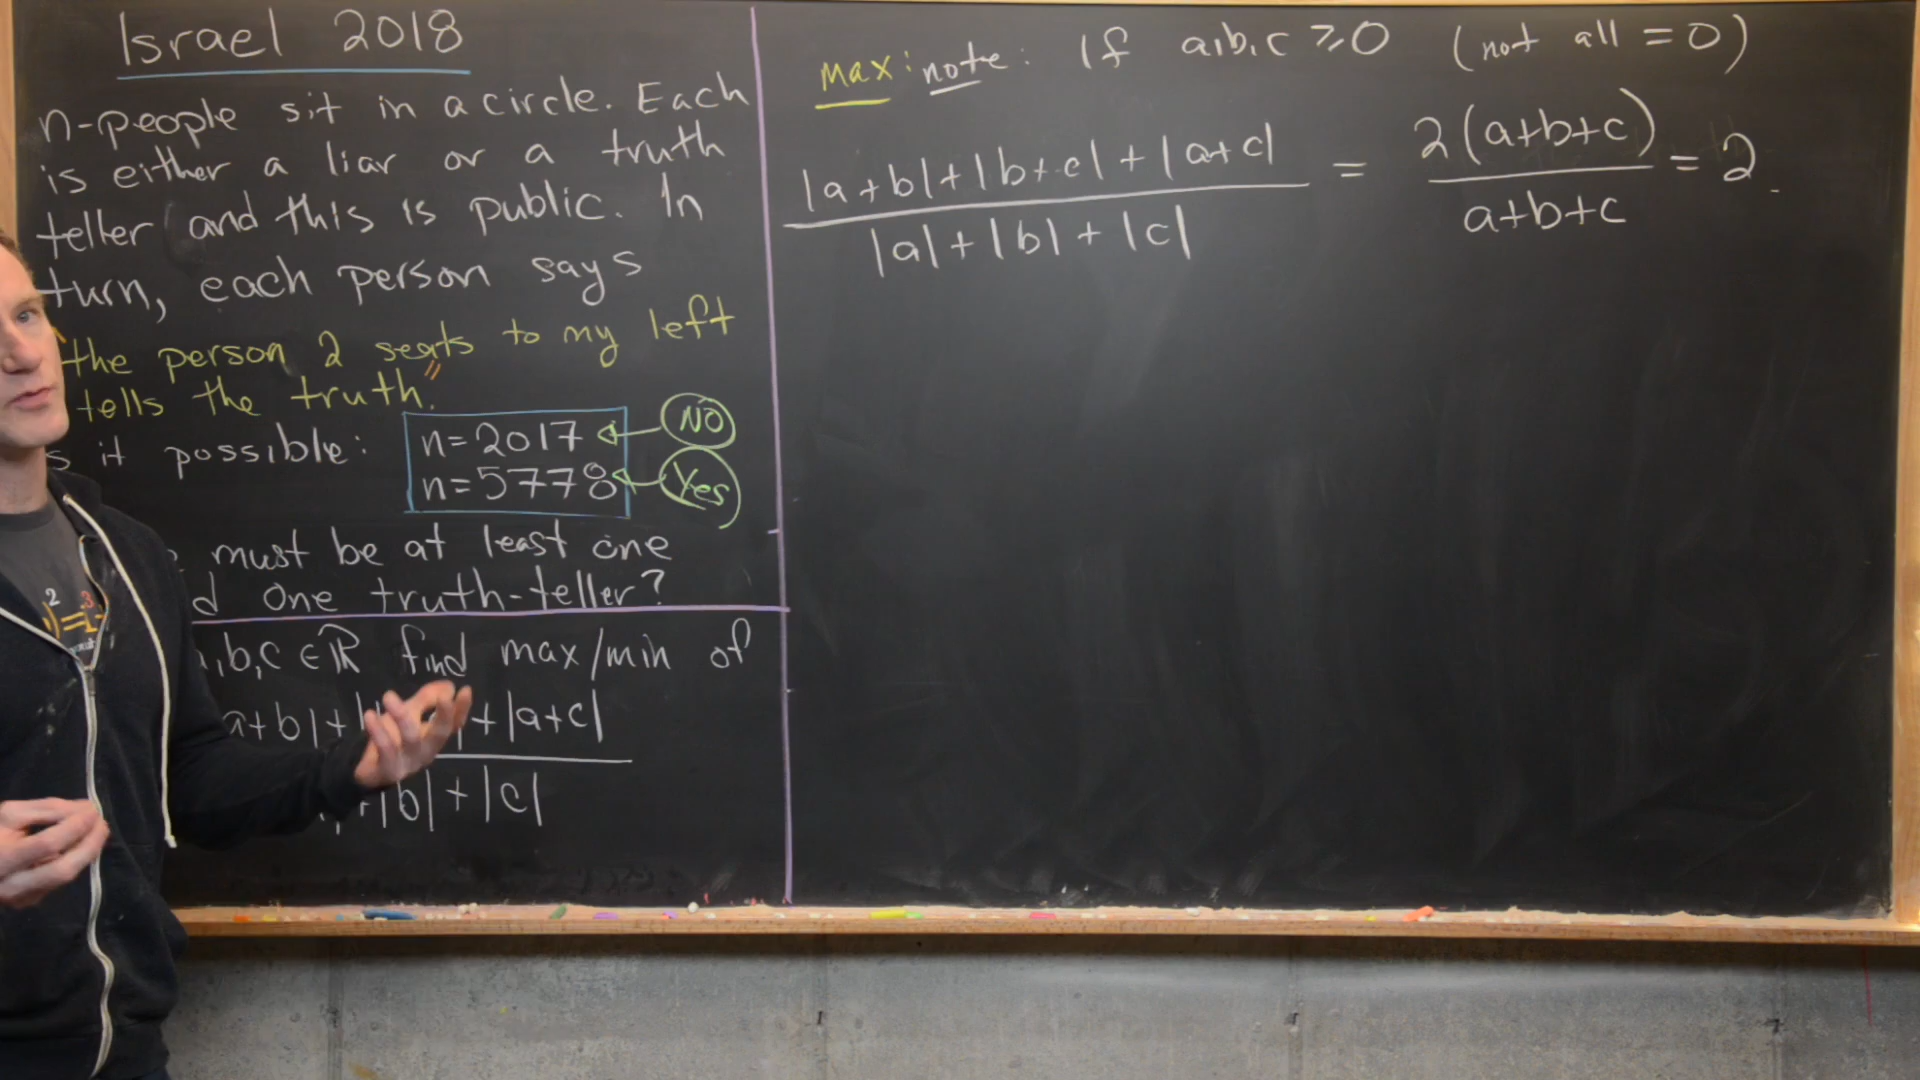 Israel 2018
n-people sit in a circle. Each
is either a liar or a truth
teller and this is public. In
turn, each person says
the person 2 seats to my left
tells the truth."
it possible:
n=2017 NO
n=5778 Yes
must be at least one
one truth-teller?
,b,c ∈ ℝ find max/min of
a+b|+| |+|a+c|
+|b|+|c|
max: note: If a,b,c ≥ 0 (not all = 0)
|a+b|+|b+c|+|a+c| = 2(a+b+c) = 2.
|a|+|b|+|c| a+b+c